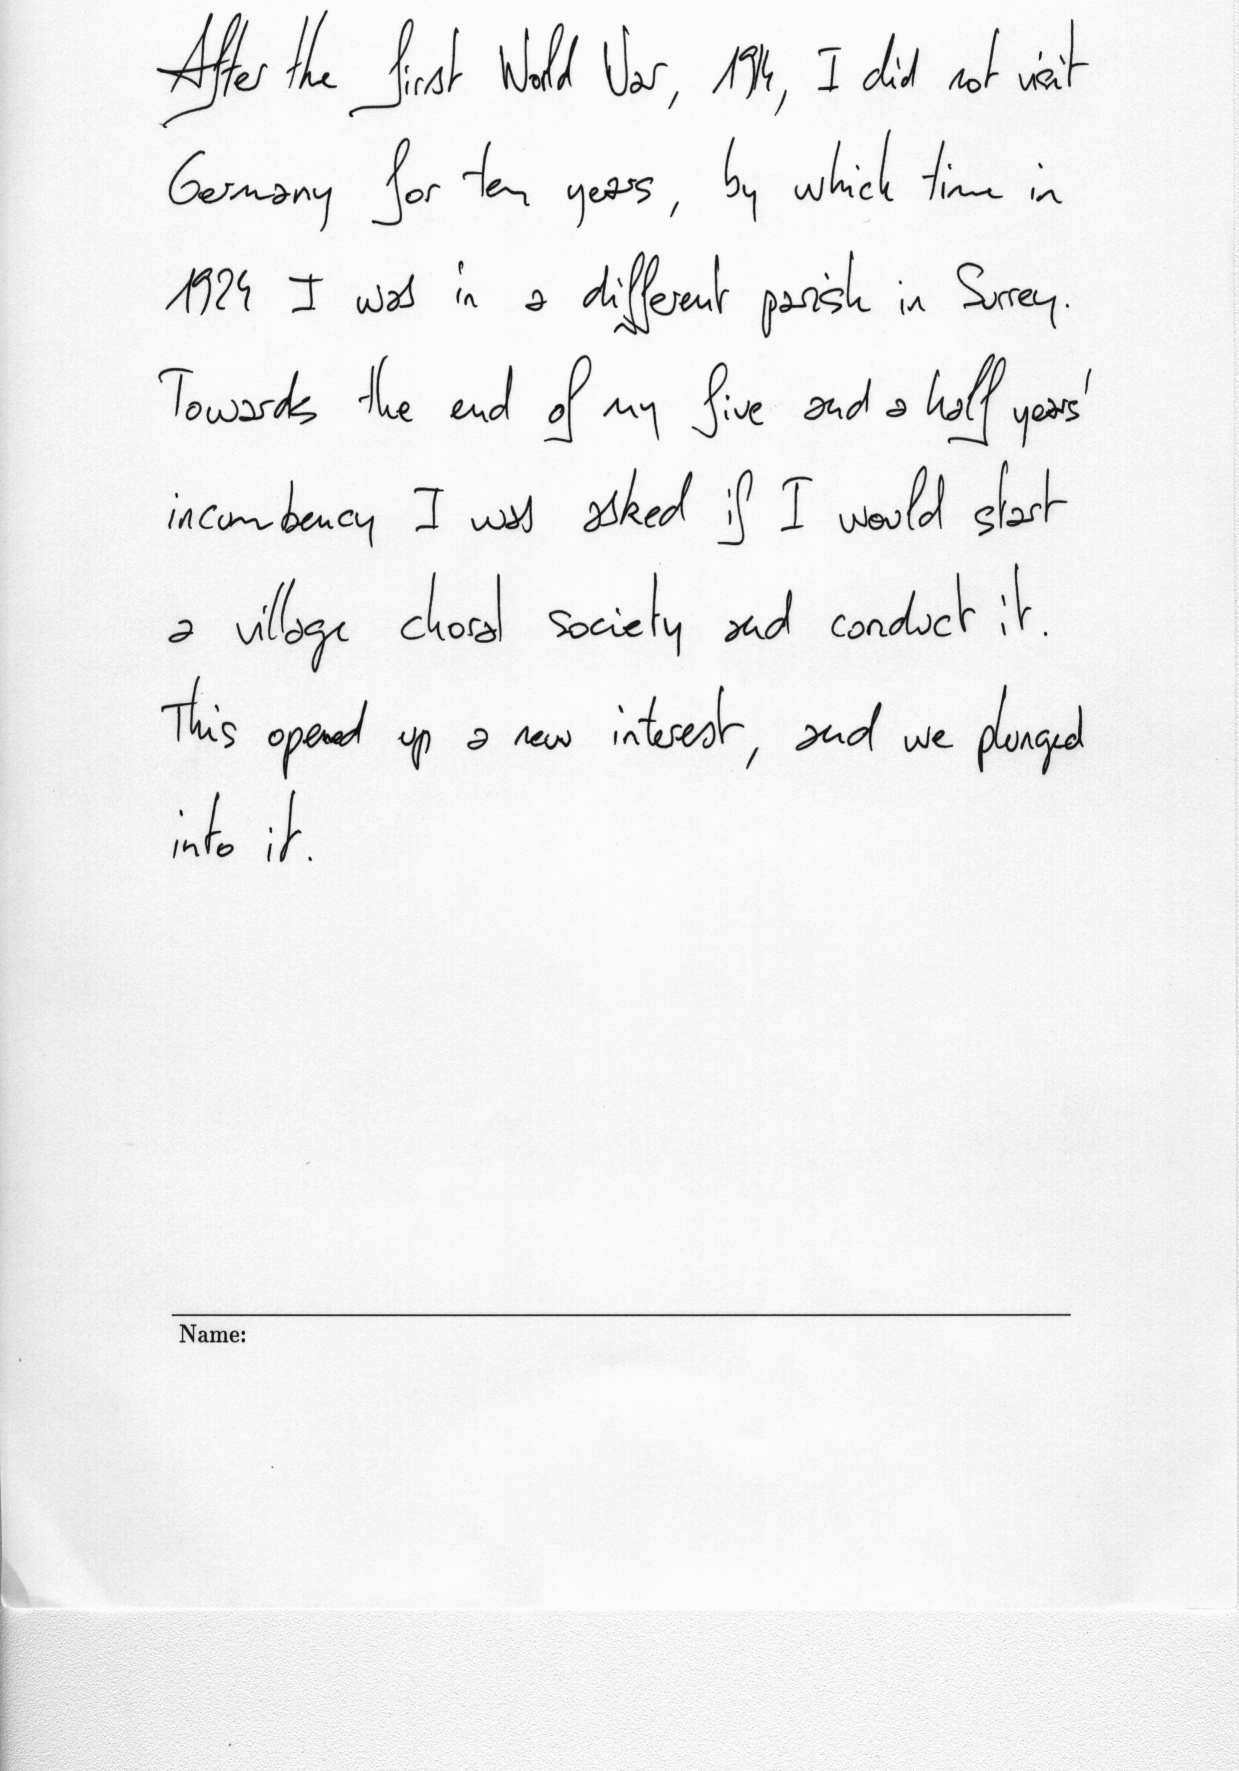 After the first World War, 1914, I did not visit
Germany for ten years, by which time in
1924 I was in a different parish in Surrey.
Towards the end of my five and a half years'
incumbency I was asked if I would start
a village choral society and conduct it.
This opened up a new interest, and we plunged
into it.
Name: